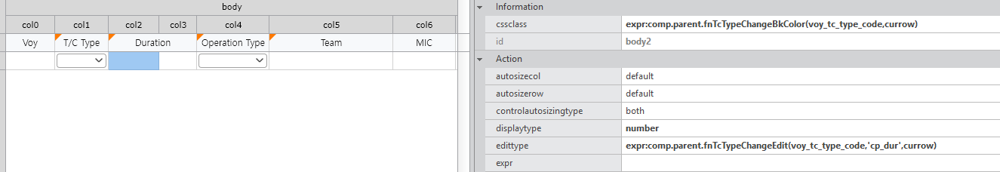 body
col0 col1 col2 col3 col4 col5 col6
Voy T/C Type Duration Operation Type Team MIC
Information
cssclass expr:comp.parent.fnTcTypeChangeBkColor(voy_tc_type_code,currow)
id body2
Action
autosizecol default
autosizerow default
controlautosizingtype both
displaytype number
edittype expr:comp.parent.fnTcTypeChangeEdit(voy_tc_type_code,'cp_dur',currow)
expr